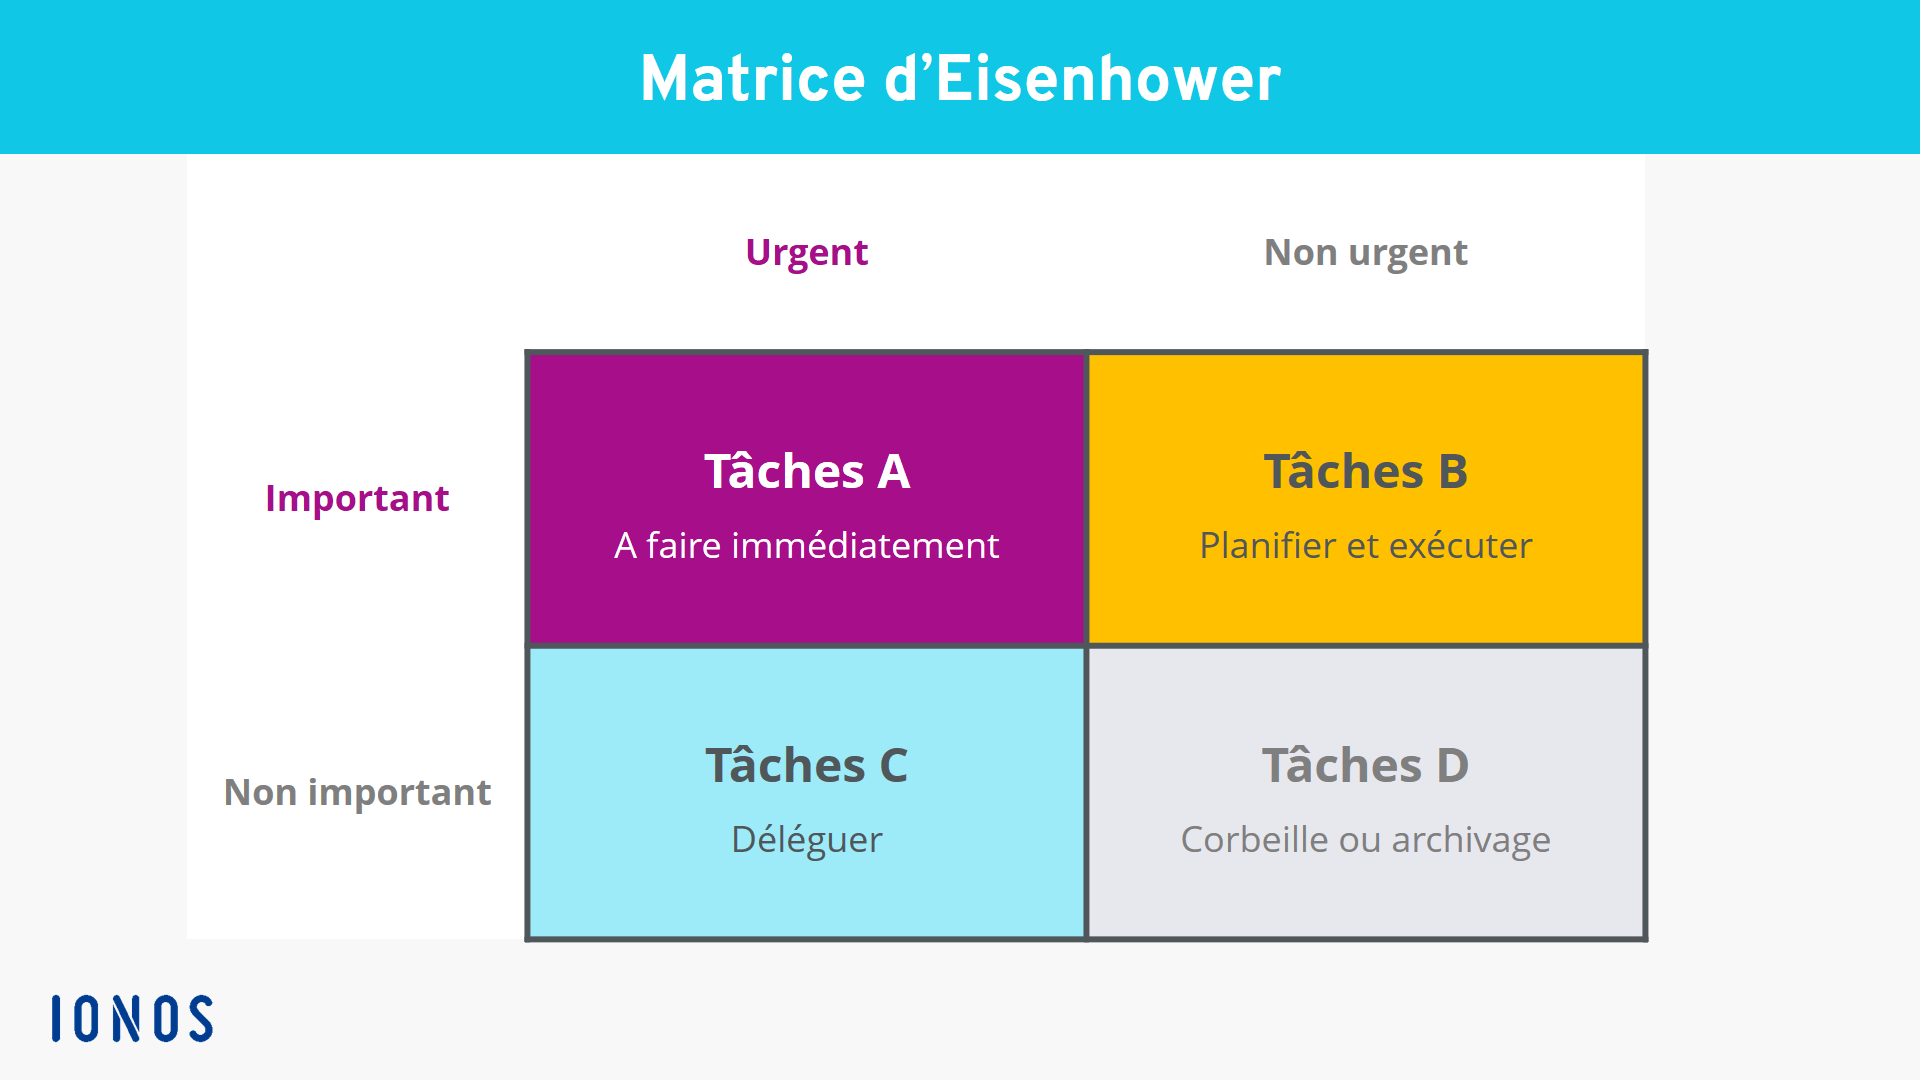 Matrice d’Eisenhower
Urgent
Non urgent
Important
Tâches A
A faire immédiatement
Tâches B
Planifier et exécuter
Non important
Tâches C
Déléguer
Tâches D
Corbeille ou archivage
IONOS